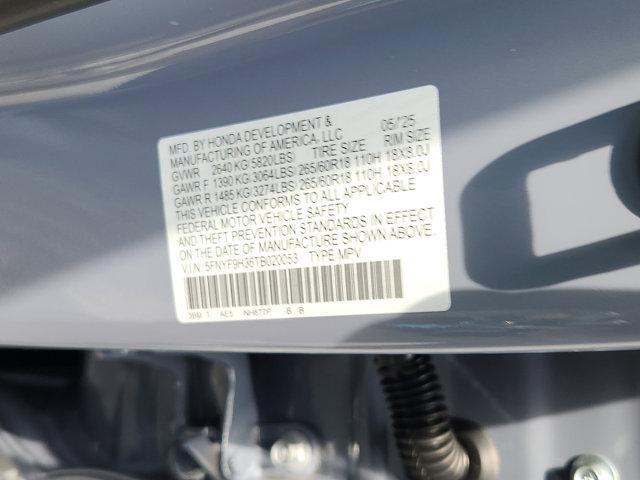 MFD. BY HONDA DEVELOPMENT & 05/'25
MANUFACTURING OF AMERICA, LLC
GVWR 2640 KG 5820LBS) TIRE SIZE RIM SIZE
GAWR F 1390 KG 3064LBS) 265/60R18 110H 18X8.0J
GAWR R 1485 KG 3274LBS) 265/60R18 110H 18X8.0J
THIS VEHICLE CONFORMS TO ALL APPLICABLE
FEDERAL MOTOR VEHICLE SAFETY
AND THEFT PREVENTION STANDARDS IN EFFECT
ON THE DATE OF MANUFACTURE SHOWN ABOVE.
V.I.N. 5FNYF9H36TB020053 TYPE MPV
3BM 1 AE5 NH877P -B /B